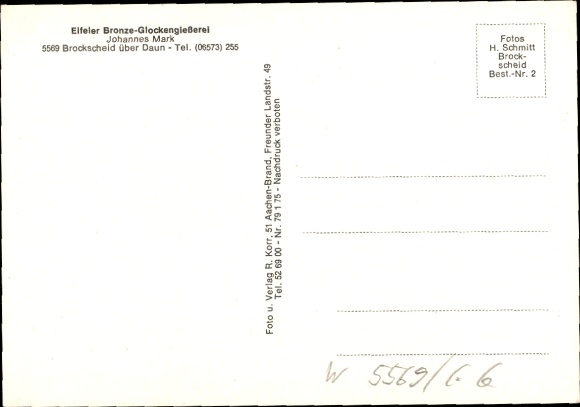 Eifeler Bronze-Glockengießerei
Johannes Mark
5569 Brockscheid über Daun - Tel. (06573) 255
Fotos
H. Schmitt
Brock-
scheid
Best.-Nr. 2
Foto u. Verlag R. Korr, 51 Aachen-Brand, Freunder Landstr. 49
Tel. 52 69 00 - Nr. 79 1 75 - Nachdruck verboten
W 5569/